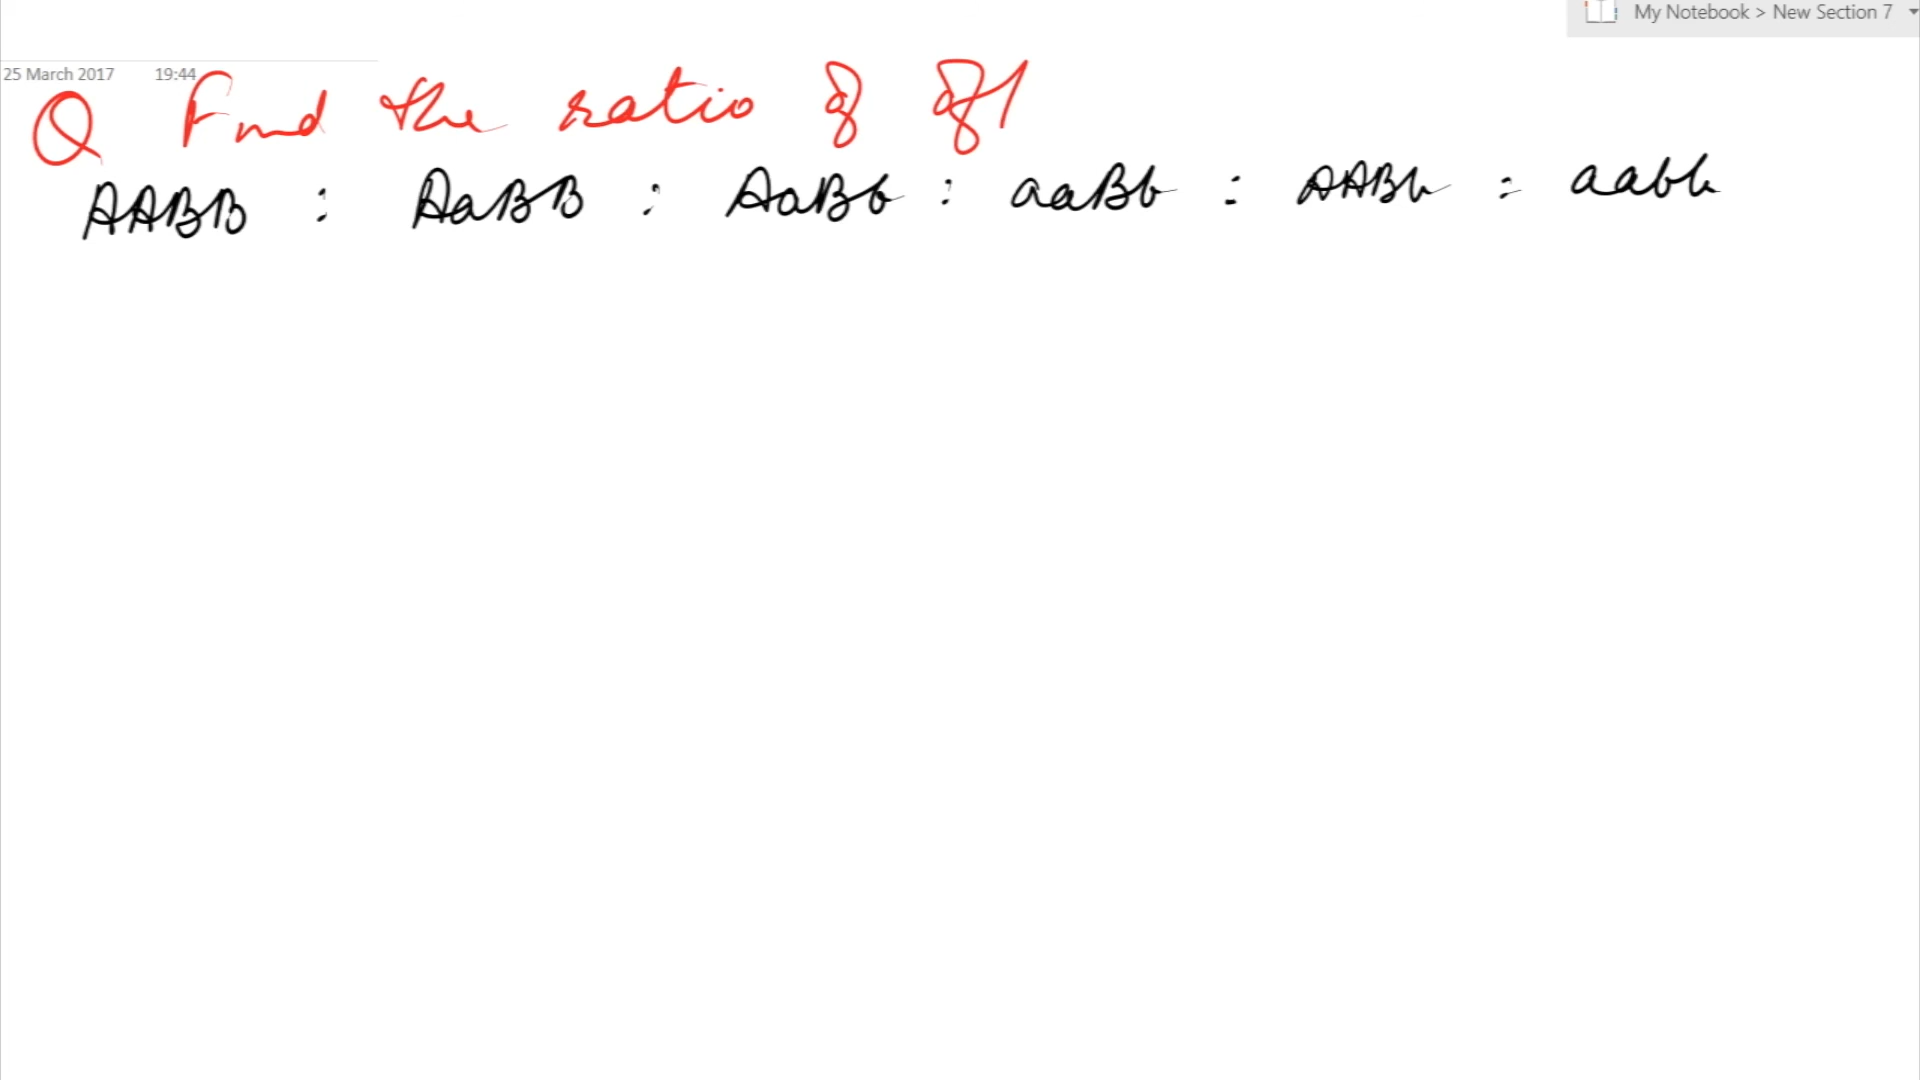 My Notebook > New Section 7
25 March 2017 19:44
Q Find the ratio of
AABB : AaBB : AaBb : aaBb : AABb : aabb